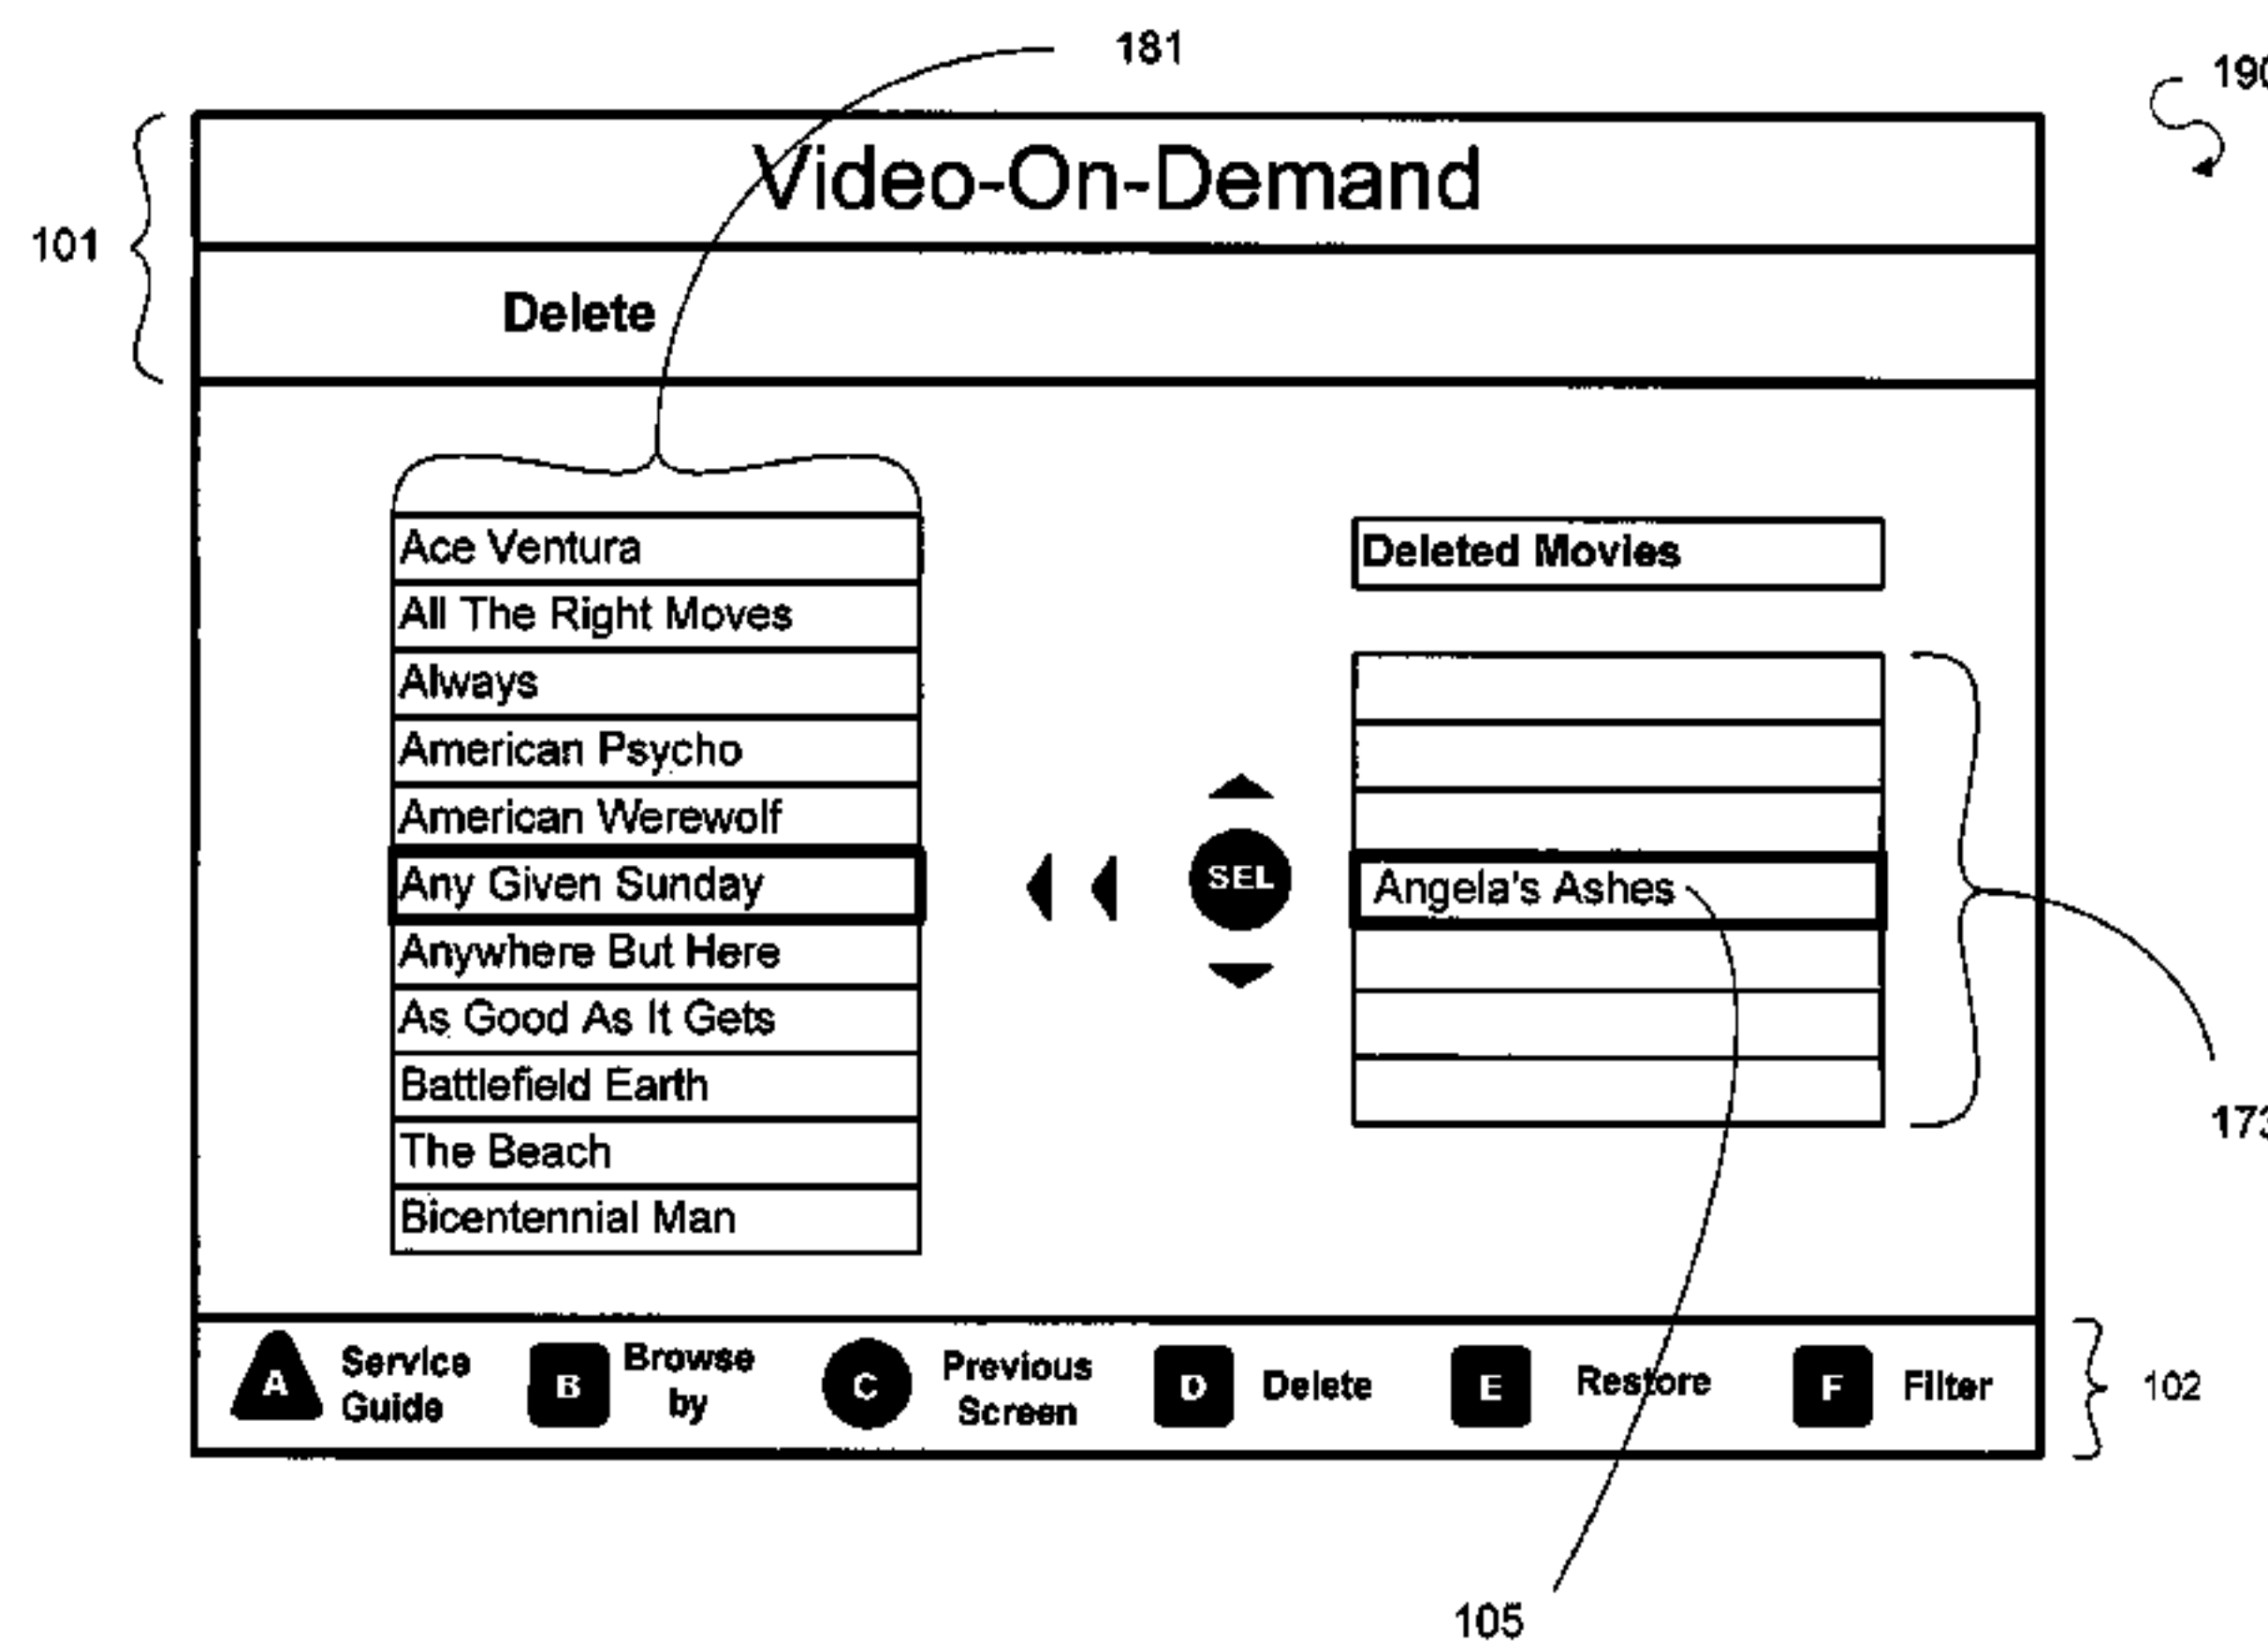 181
190
Video-On-Demand
101
Delete
Ace Ventura
All The Right Moves
Always
American Psycho
American Werewolf
Any Given Sunday
Anywhere But Here
As Good As It Gets
Battlefield Earth
The Beach
Bicentennial Man
SEL
Deleted Movies
Angela's Ashes
173
A Service Guide
B Browse by
C Previous Screen
D Delete
E Restore
F Filter
102
105